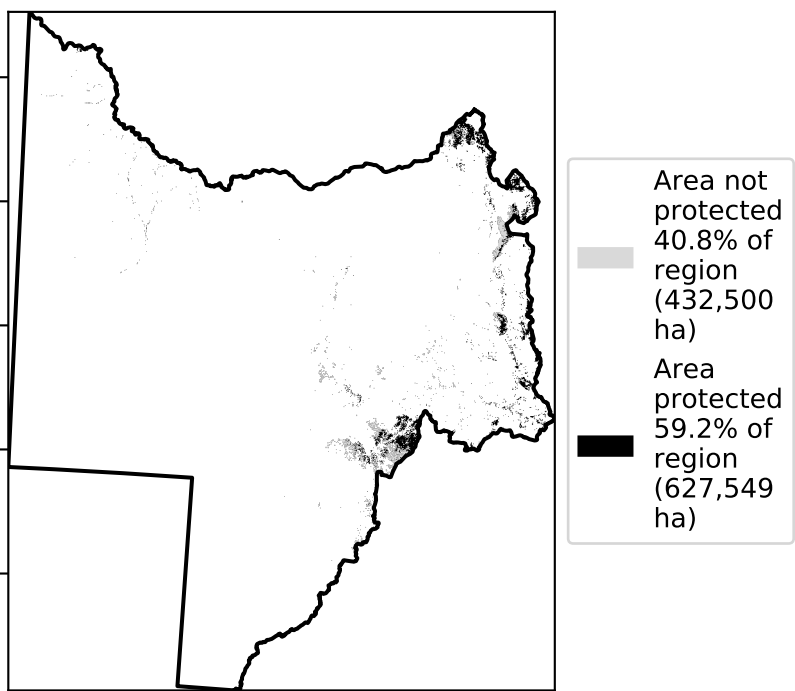 Area not
protected
40.8% of
region
(432,500
ha)
Area
protected
59.2% of
region
(627,549
ha)